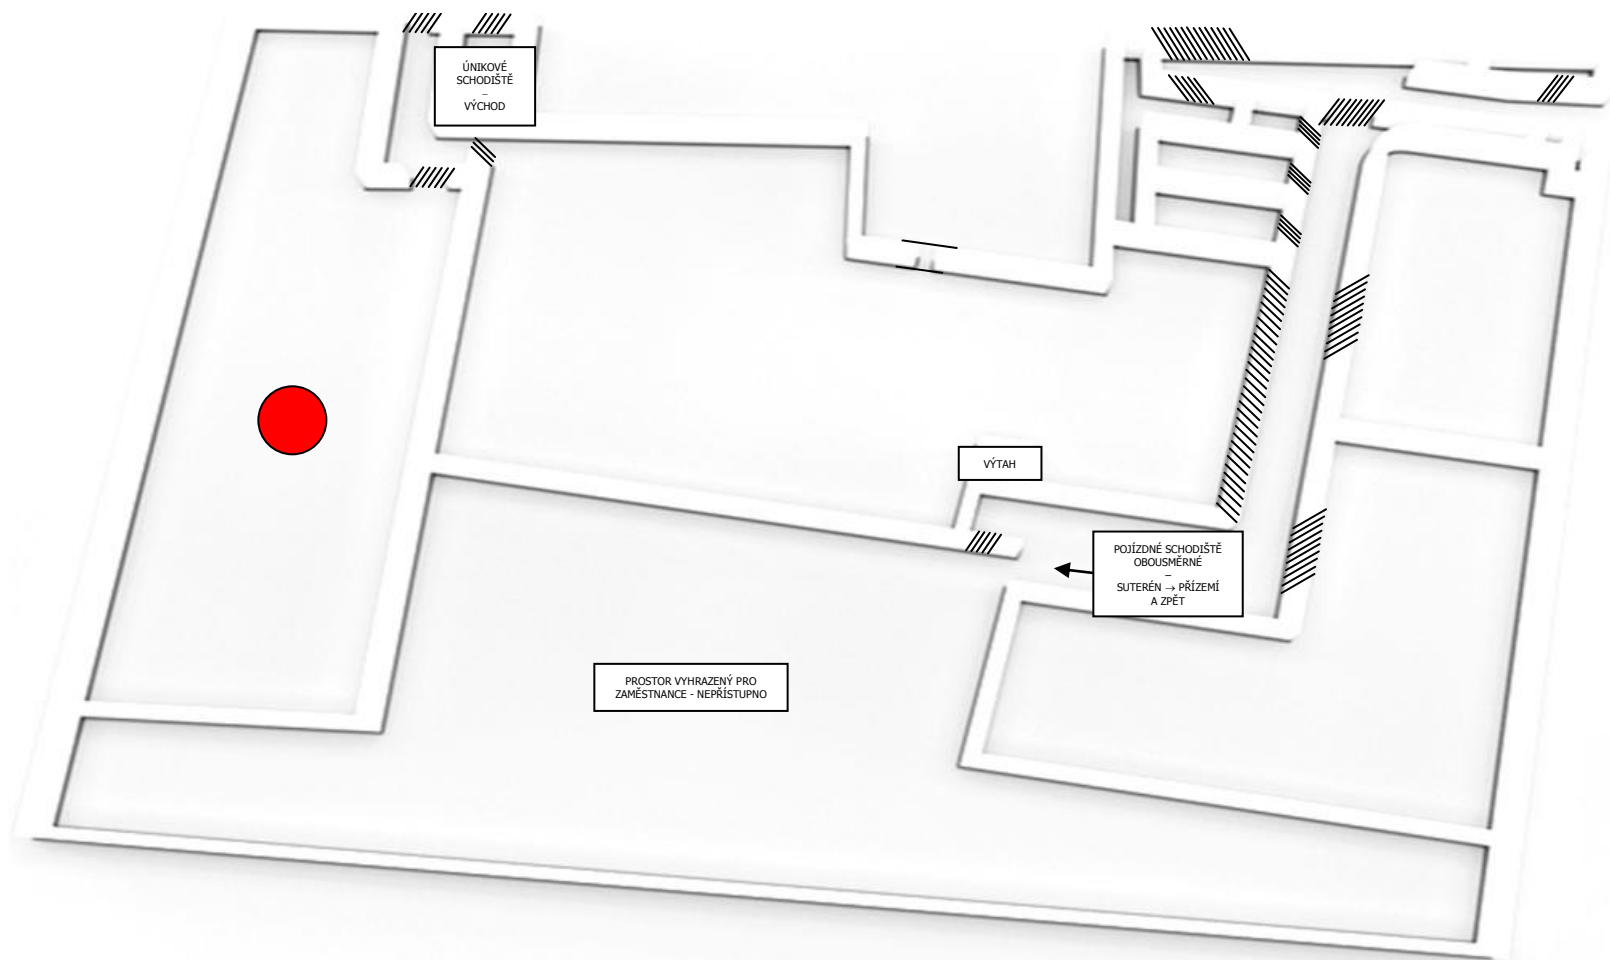 ÚNIKOVÉ
SCHODIŠTĚ
–
VÝCHOD
VÝTAH
POJÍZDNÉ SCHODIŠTĚ
OBOUSMĚRNÉ
–
SUTERÉN → PŘÍZEMÍ
A ZPĚT
PROSTOR VYHRAZENÝ PRO
ZAMĚSTNANCE - NEPŘÍSTUPNO